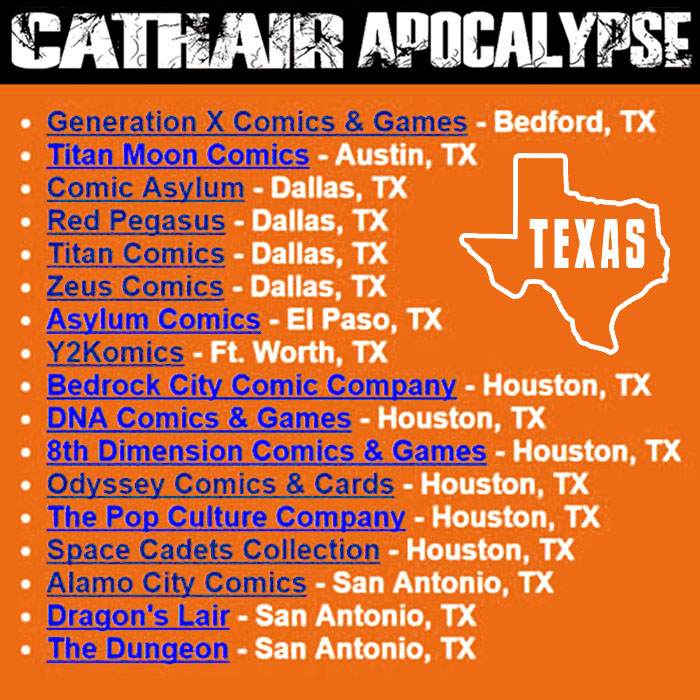 CATHAIR APOCALYPSE
• Generation X Comics & Games - Bedford, TX
• Titan Moon Comics - Austin, TX
• Comic Asylum - Dallas, TX
• Red Pegasus - Dallas, TX
• Titan Comics - Dallas, TX
• Zeus Comics - Dallas, TX
• Asylum Comics - El Paso, TX
• Y2Komics - Ft. Worth, TX
• Bedrock City Comic Company - Houston, TX
• DNA Comics & Games - Houston, TX
• 8th Dimension Comics & Games - Houston, TX
• Odyssey Comics & Cards - Houston, TX
• The Pop Culture Company - Houston, TX
• Space Cadets Collection - Houston, TX
• Alamo City Comics - San Antonio, TX
• Dragon's Lair - San Antonio, TX
• The Dungeon - San Antonio, TX
TEXAS